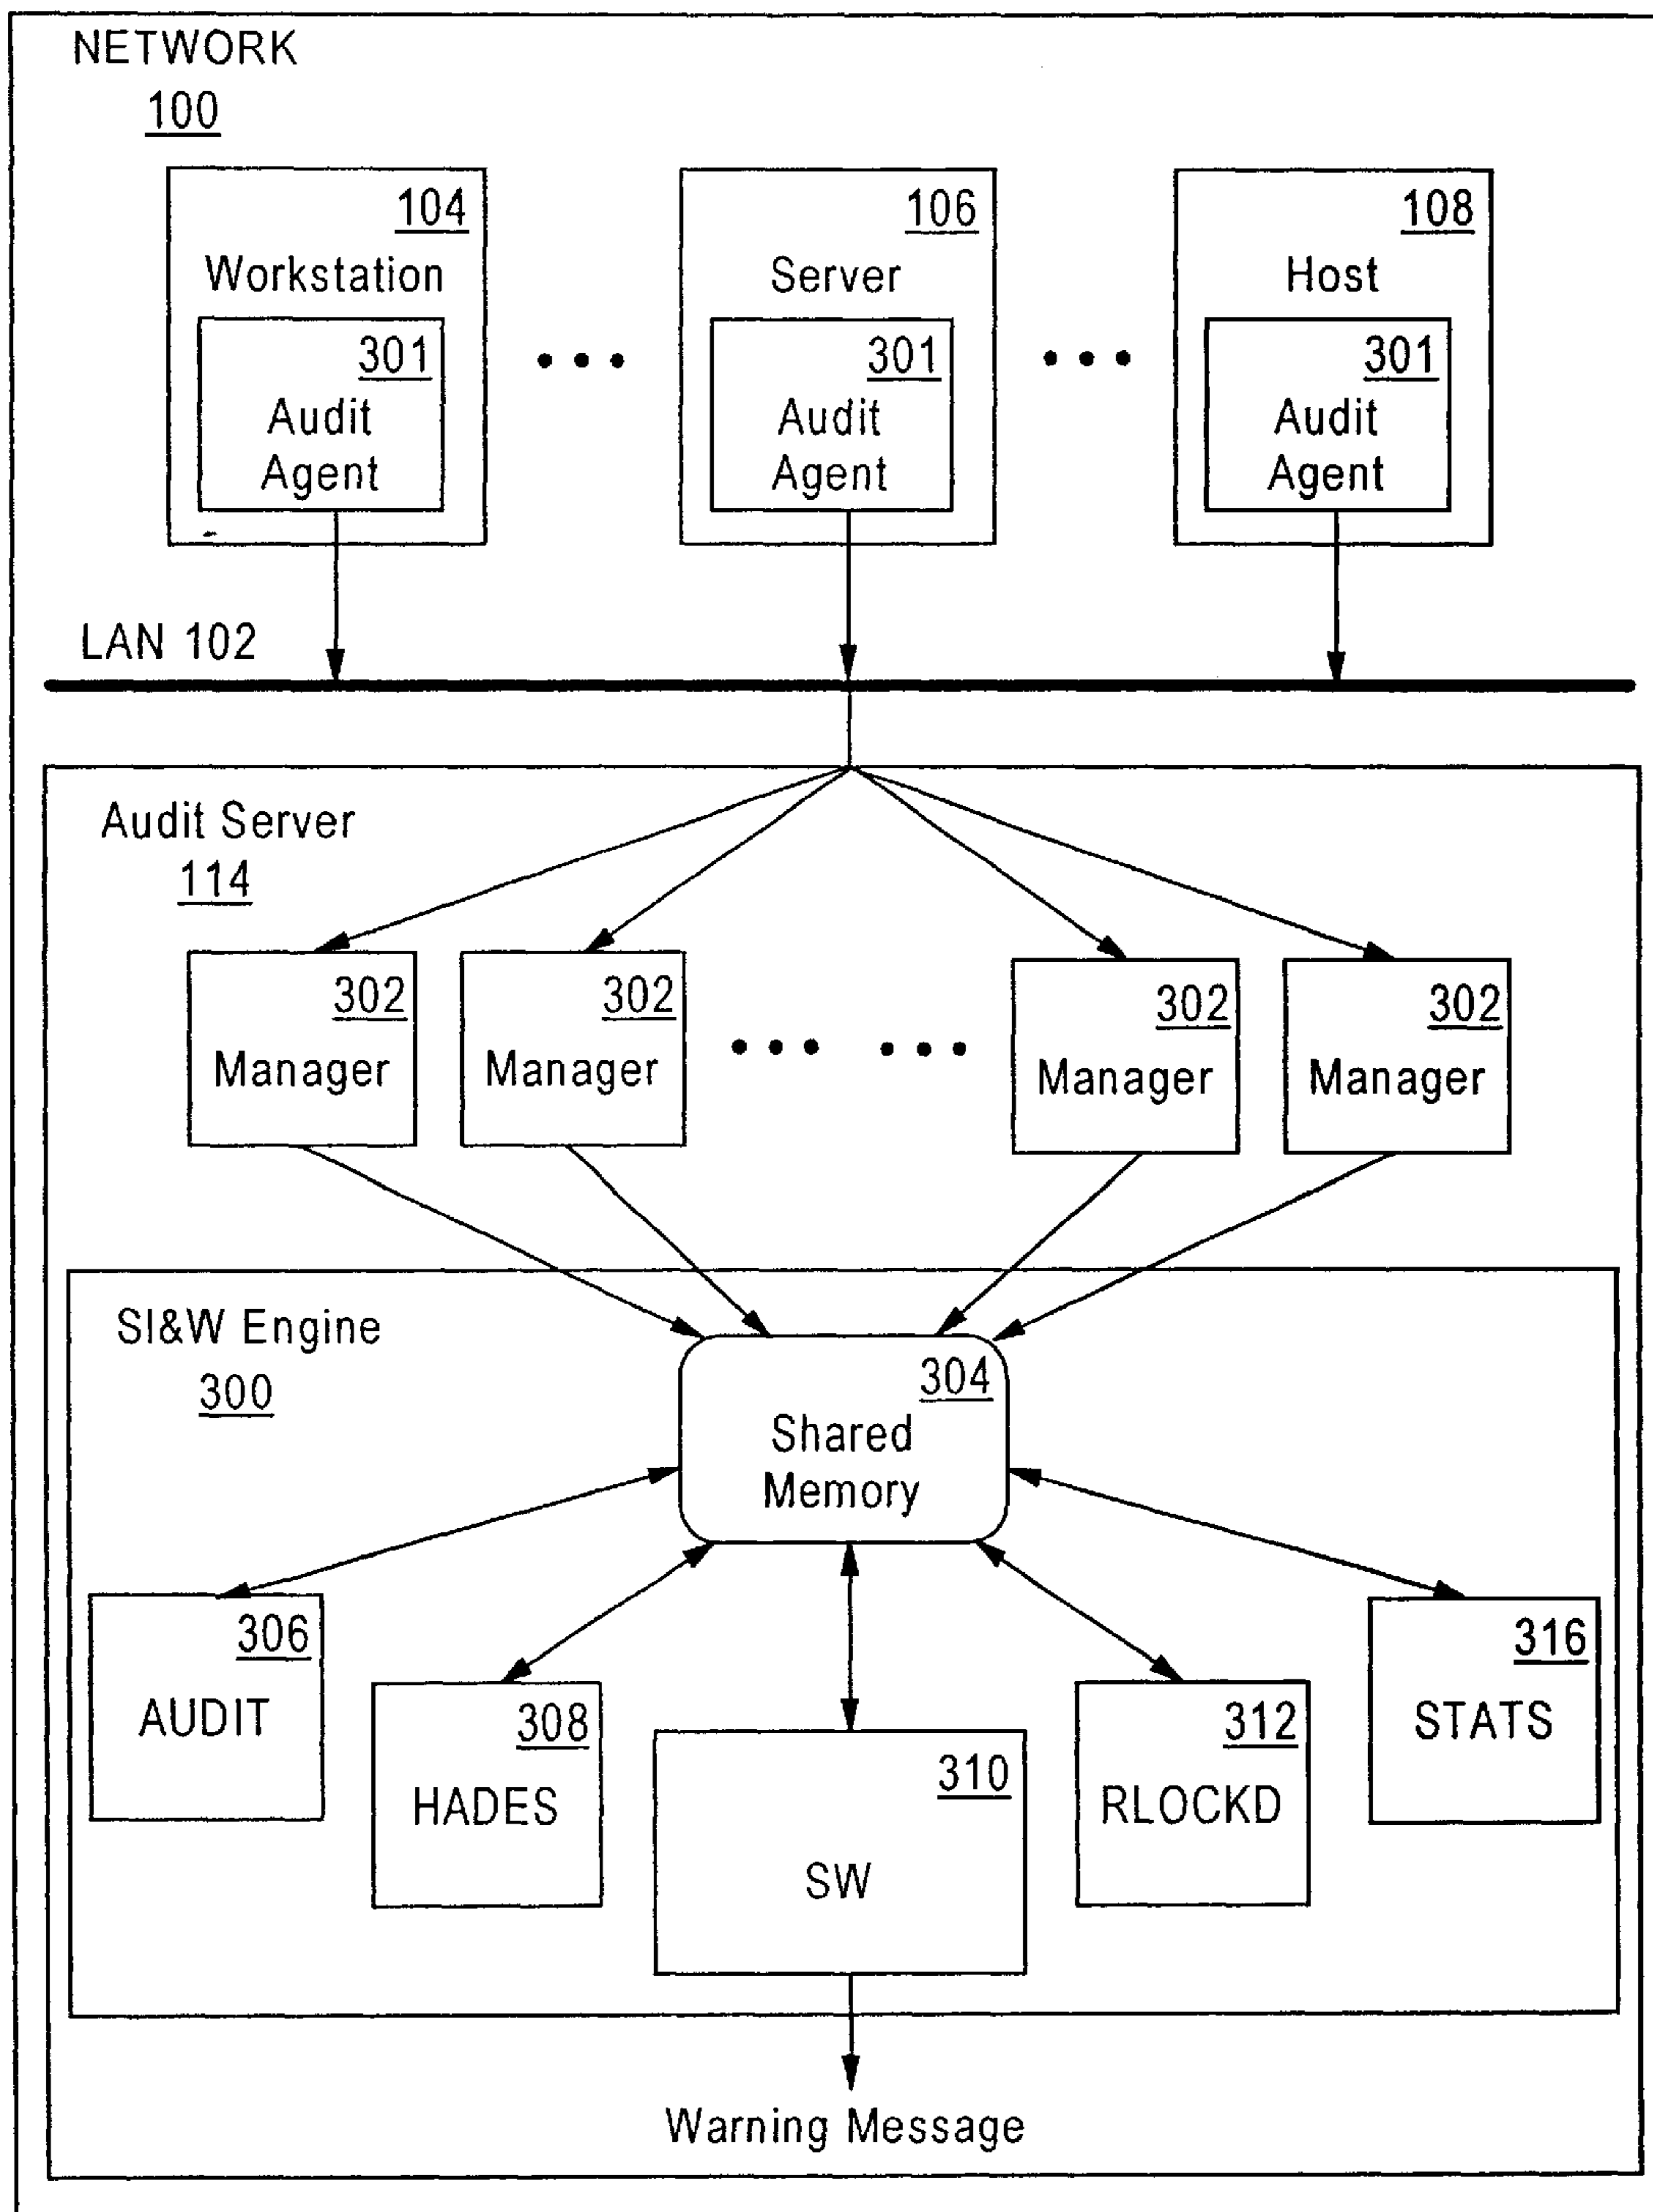 NETWORK
100
104
Workstation
301
Audit
Agent
106
Server
301
Audit
Agent
108
Host
301
Audit
Agent
LAN 102
Audit Server
114
302
Manager
302
Manager
302
Manager
302
Manager
SI&W Engine
300
304
Shared
Memory
306
AUDIT
308
HADES
310
SW
312
RLOCKD
316
STATS
Warning Message